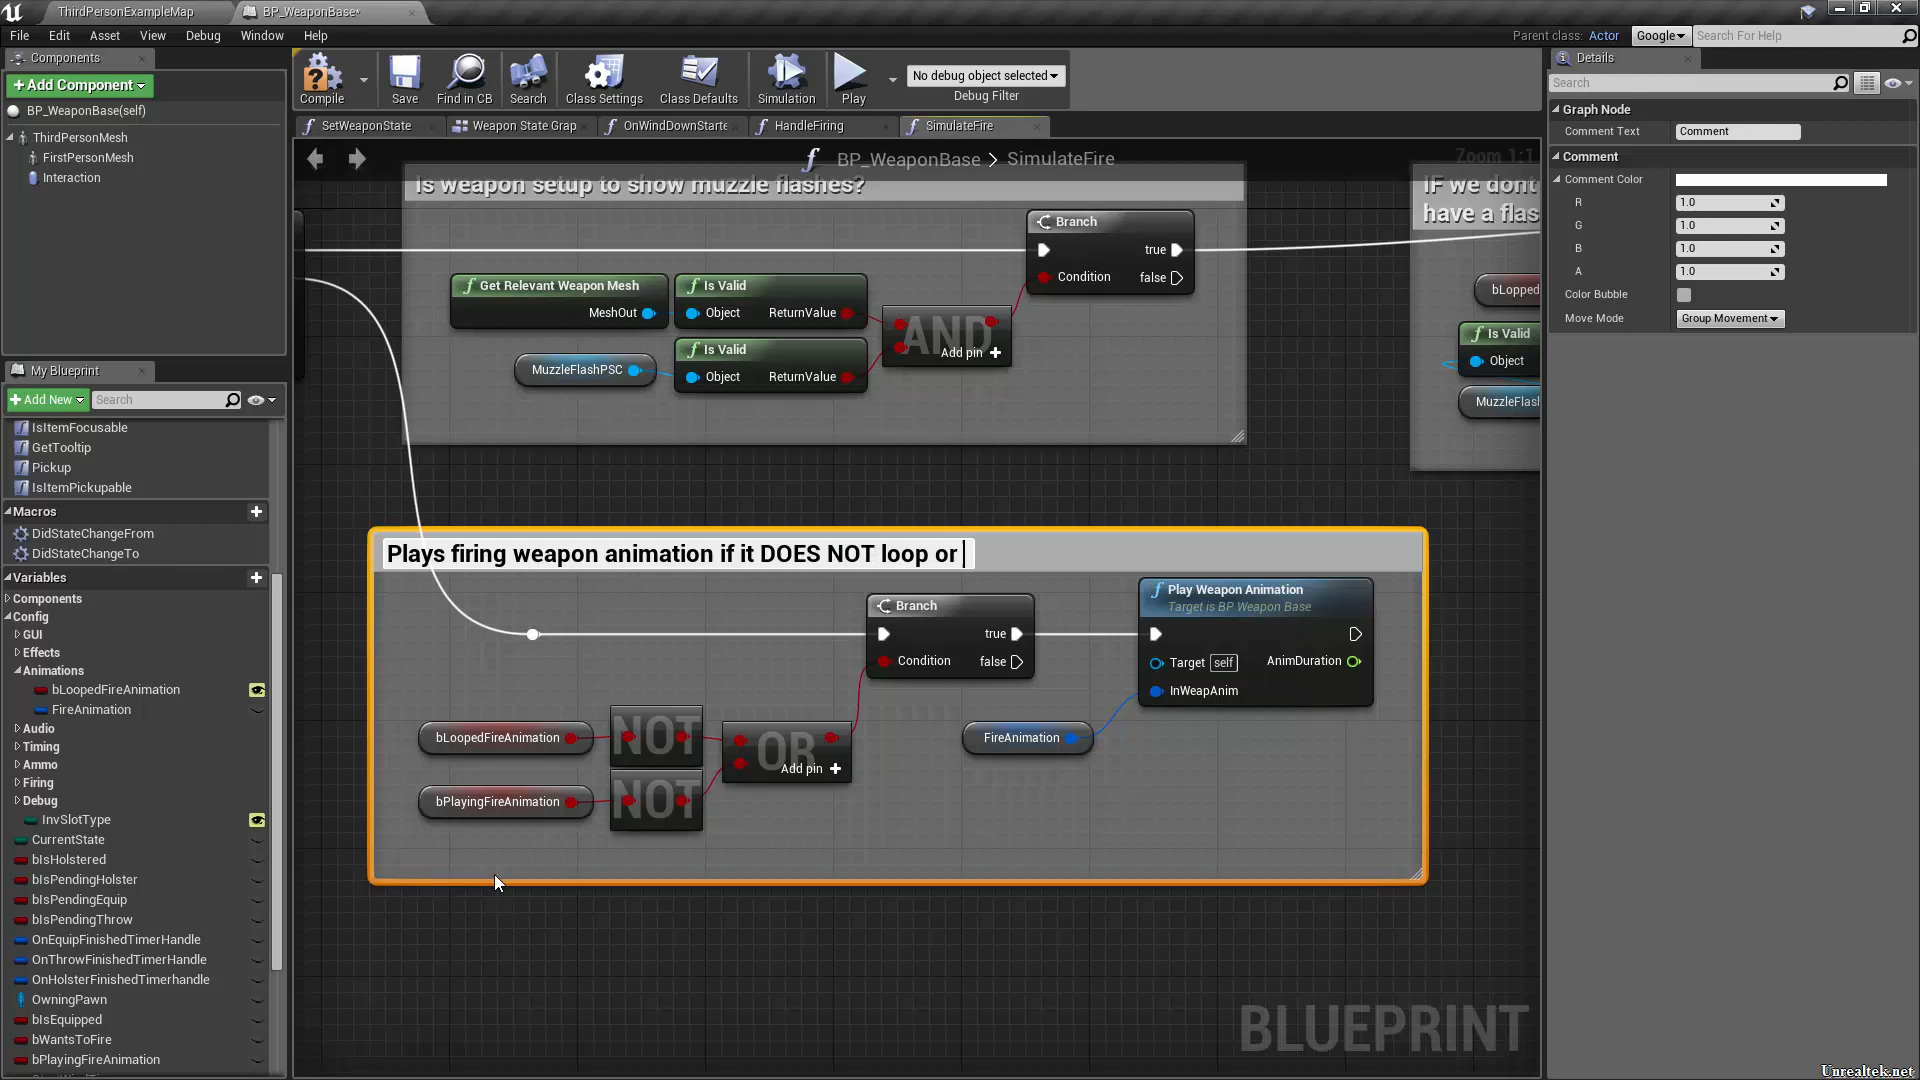 ThirdPersonExampleMap
BP_WeaponBase*
File Edit Asset View Debug Window Help
Parent class: Actor
Google
Search For Help
Components
+ Add Component
BP_WeaponBase(self)
ThirdPersonMesh
FirstPersonMesh
Interaction
My Blueprint
+ Add New
Search
IsItemFocusable
GetTooltip
Pickup
IsItemPickupable
Macros
DidStateChangeFrom
DidStateChangeTo
Variables
Components
Config
GUI
Effects
Animations
bLoopedFireAnimation
FireAnimation
Audio
Timing
Ammo
Firing
Debug
InvSlotType
CurrentState
bIsHolstered
bIsPendingHolster
bIsPendingEquip
bIsPendingThrow
OnEquipFinishedTimerHandle
OnThrowFinishedTimerHandle
OnHolsterFinishedTimerhandle
OwningPawn
bIsEquipped
bWantsToFire
bPlayingFireAnimation
Compile
Save
Find in CB
Search
Class Settings
Class Defaults
Simulation
Play
No debug object selected
Debug Filter
SetWeaponState
Weapon State Grap
OnWindDownStarte
HandleFiring
SimulateFire
BP_WeaponBase > SimulateFire
Zoom 1:1
Is weapon setup to show muzzle flashes?
Branch
true
Condition
false
Get Relevant Weapon Mesh
MeshOut
Is Valid
Object
ReturnValue
AND
Add pin +
MuzzleFlashPSC
Is Valid
Object
ReturnValue
IF we dont
have a flas
bLopped
Is Valid
Object
MuzzleFlash
Plays firing weapon animation if it DOES NOT loop or
Branch
true
Condition
false
Play Weapon Animation
Target is BP Weapon Base
Target self
AnimDuration
InWeapAnim
bLoopedFireAnimation
NOT
OR
Add pin +
FireAnimation
bPlayingFireAnimation
NOT
BLUEPRINT
Details
Search
Graph Node
Comment Text
Comment
Comment
Comment Color
R 1.0
G 1.0
B 1.0
A 1.0
Color Bubble
Move Mode
Group Movement
Unrealtek.net